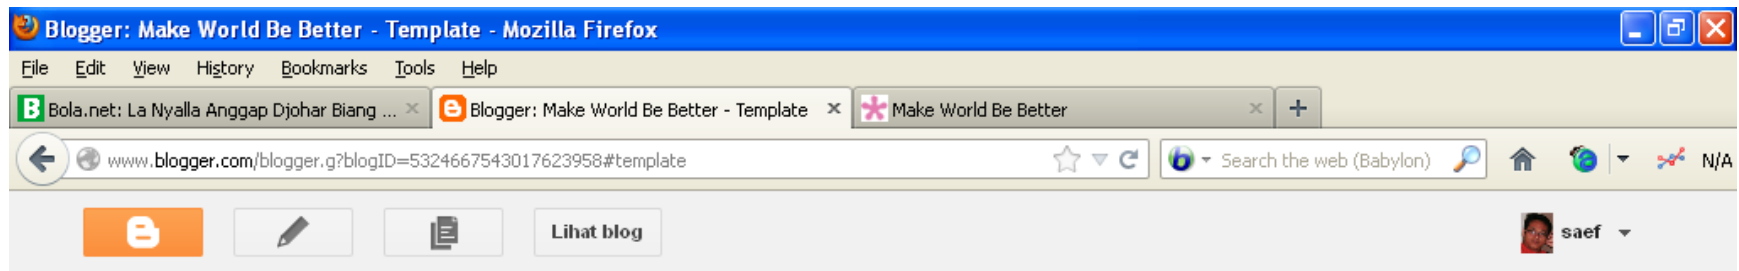 Blogger: Make World Be Better - Template - Mozilla Firefox
File Edit View History Bookmarks Tools Help
B Bola.net: La Nyalla Anggap Djohar Biang ... Blogger: Make World Be Better - Template Make World Be Better
www.blogger.com/blogger.g?blogID=5324667543017623958#template Search the web (Babylon) N/A
Lihat blog saef